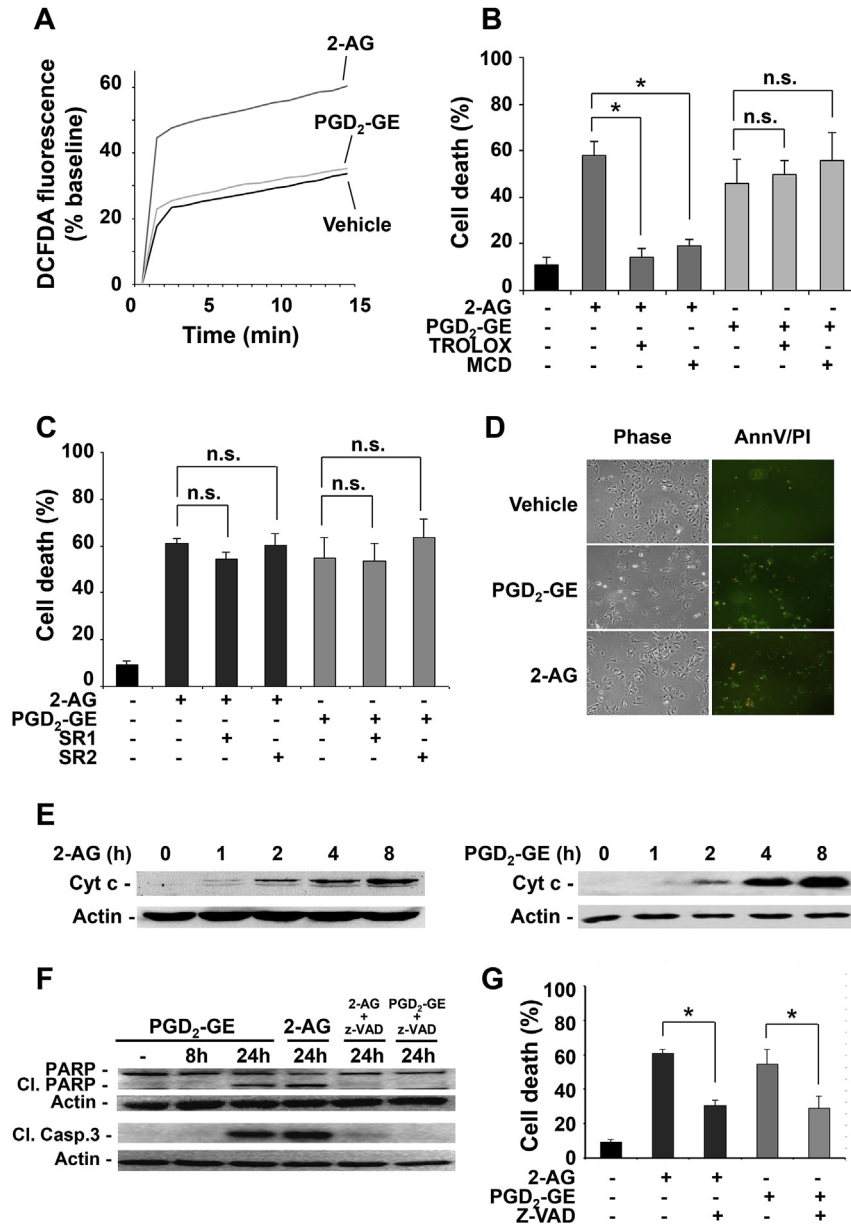 A
2-AG
PGD₂-GE
Vehicle
DCFDA fluorescence
(% baseline)
60
40
20
0
0 5 10 15
Time (min)
B
Cell death (%)
100
80
60
40
20
0
*
*
n.s.
n.s.
2-AG - + + + - - -
PGD₂-GE - - - - + + +
TROLOX - - + - - + -
MCD - - - + - - +
C
Cell death (%)
100
80
60
40
20
0
n.s.
n.s.
n.s.
n.s.
2-AG - + + + - - -
PGD₂-GE - - - - + + +
SR1 - - + - - + -
SR2 - - - + - - +
D
Phase AnnV/PI
Vehicle
PGD₂-GE
2-AG
E
2-AG (h) 0 1 2 4 8
Cyt c -
Actin -
PGD₂-GE (h) 0 1 2 4 8
Cyt c -
Actin -
F
PGD₂-GE 2-AG 2-AG + z-VAD PGD₂-GE + z-VAD
- 8h 24h 24h 24h 24h
PARP -
Cl. PARP -
Actin -
Cl. Casp.3 -
Actin -
G
Cell death (%)
100
80
60
40
20
0
*
*
2-AG - + + - -
PGD₂-GE - - - + +
Z-VAD - - + - +